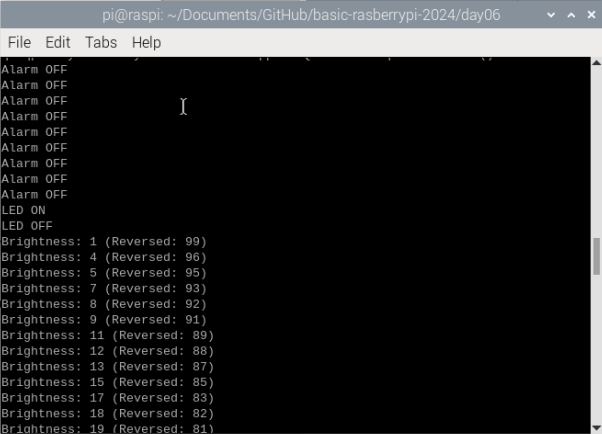 pi@raspi: ~/Documents/GitHub/basic-rasberrypi-2024/day06
File Edit Tabs Help
Alarm OFF
Alarm OFF
Alarm OFF
Alarm OFF
Alarm OFF
Alarm OFF
Alarm OFF
Alarm OFF
Alarm OFF
LED ON
LED OFF
Brightness: 1 (Reversed: 99)
Brightness: 4 (Reversed: 96)
Brightness: 5 (Reversed: 95)
Brightness: 7 (Reversed: 93)
Brightness: 8 (Reversed: 92)
Brightness: 9 (Reversed: 91)
Brightness: 11 (Reversed: 89)
Brightness: 12 (Reversed: 88)
Brightness: 13 (Reversed: 87)
Brightness: 15 (Reversed: 85)
Brightness: 17 (Reversed: 83)
Brightness: 18 (Reversed: 82)
Brightness: 19 (Reversed: 81)